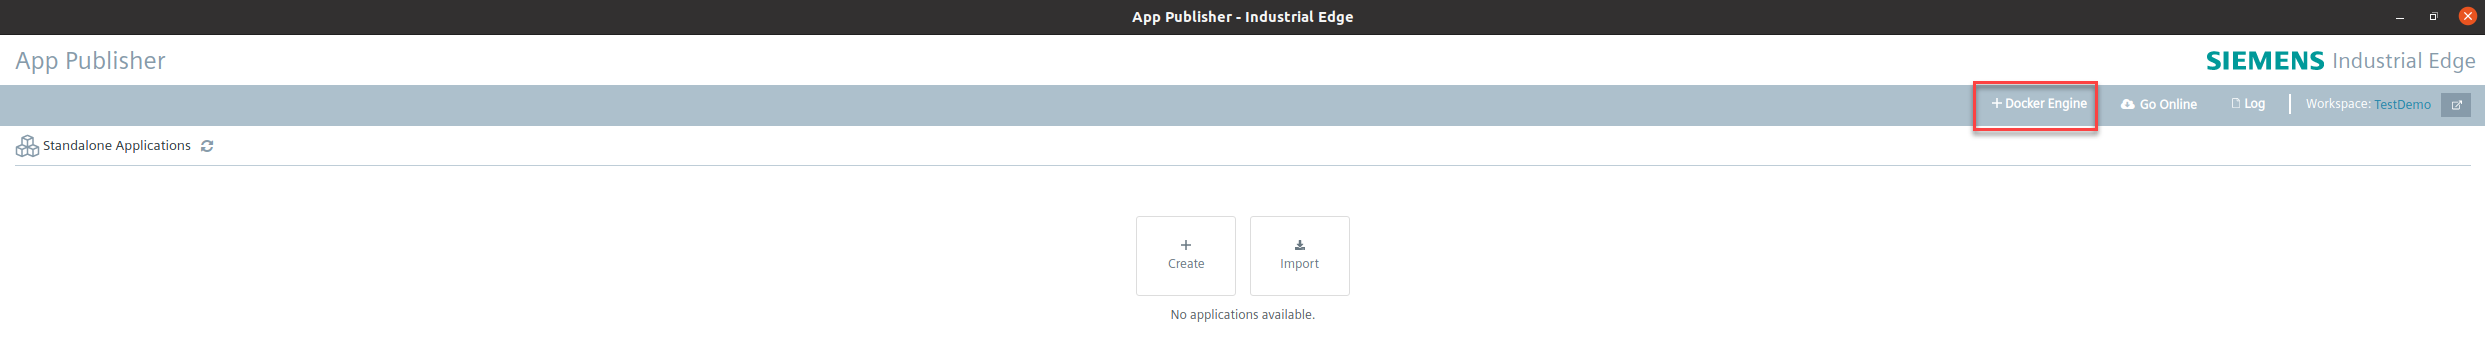 App Publisher - Industrial Edge
App Publisher
SIEMENS Industrial Edge
Docker Engine Go Online Log Workspace: TestDemo
Standalone Applications
Create Import
No applications available.